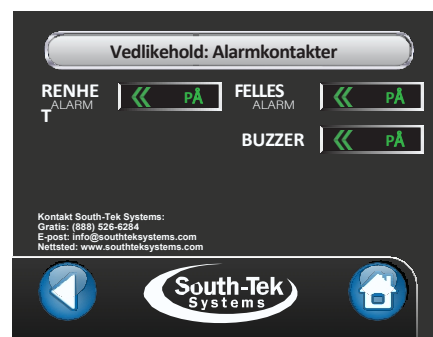 Vedlikehold: Alarmkontakter
RENHE
T
ALARM
PÅ
FELLES
ALARM
PÅ
BUZZER
PÅ
Kontakt South-Tek Systems:
Gratis: (888) 526-6284
E-post: info@southteksystems.com
Nettsted: www.southteksystems.com
South-Tek
Systems